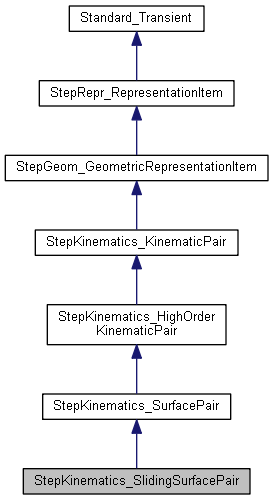 Standard_Transient
StepRepr_RepresentationItem
StepGeom_GeometricRepresentationItem
StepKinematics_KinematicPair
StepKinematics_HighOrder
KinematicPair
StepKinematics_SurfacePair
StepKinematics_SlidingSurfacePair